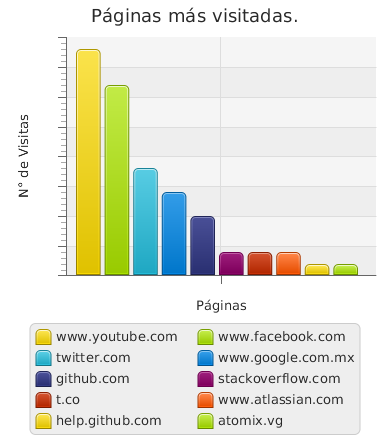 Páginas más visitadas.
N° de Visitas
Páginas
www.youtube.com
www.facebook.com
twitter.com
www.google.com.mx
github.com
stackoverflow.com
t.co
www.atlassian.com
help.github.com
atomix.vg